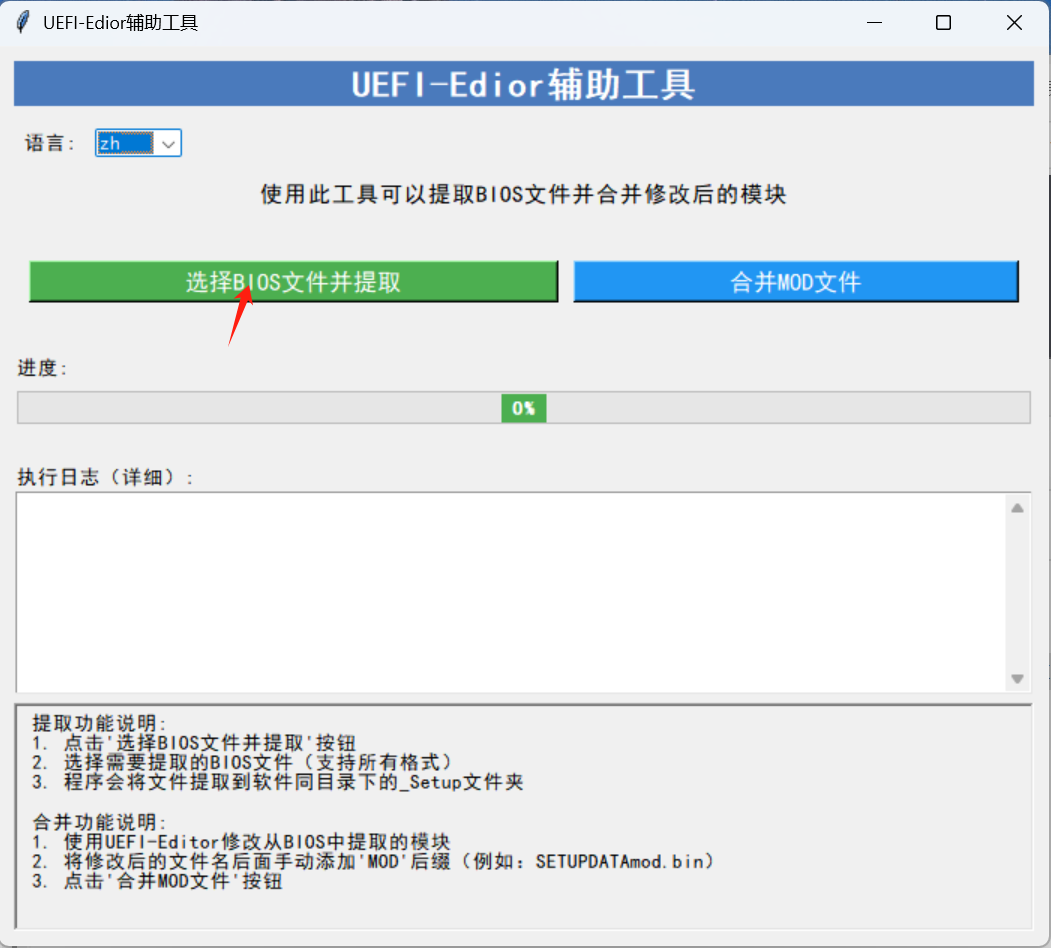 UEFI-Edior辅助工具
UEFI-Edior辅助工具
语言: zh
使用此工具可以提取BIOS文件并合并修改后的模块
选择BIOS文件并提取 合并MOD文件
进度:
0%
执行日志（详细）:
提取功能说明:
1. 点击'选择BIOS文件并提取'按钮
2. 选择需要提取的BIOS文件（支持所有格式）
3. 程序会将文件提取到软件同目录下的_Setup文件夹
合并功能说明:
1. 使用UEFI-Editor修改从BIOS中提取的模块
2. 将修改后的文件名后面手动添加'MOD'后缀（例如: SETUPDATAmod.bin）
3. 点击'合并MOD文件'按钮